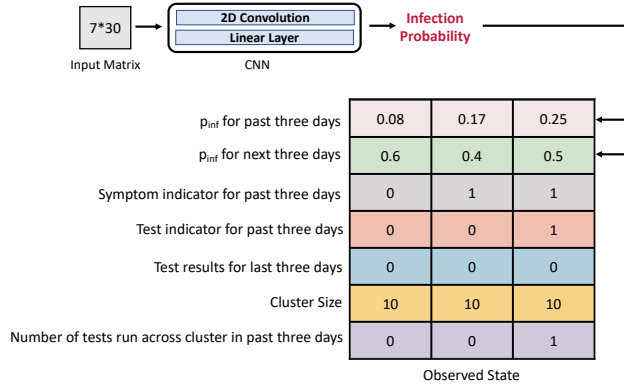 7*30
Input Matrix
2D Convolution
Linear Layer
CNN
Infection
Probability
p_inf for past three days 0.08 0.17 0.25
p_inf for next three days 0.6 0.4 0.5
Symptom indicator for past three days 0 1 1
Test indicator for past three days 0 0 1
Test results for last three days 0 0 0
Cluster Size 10 10 10
Number of tests run across cluster in past three days 0 0 1
Observed State